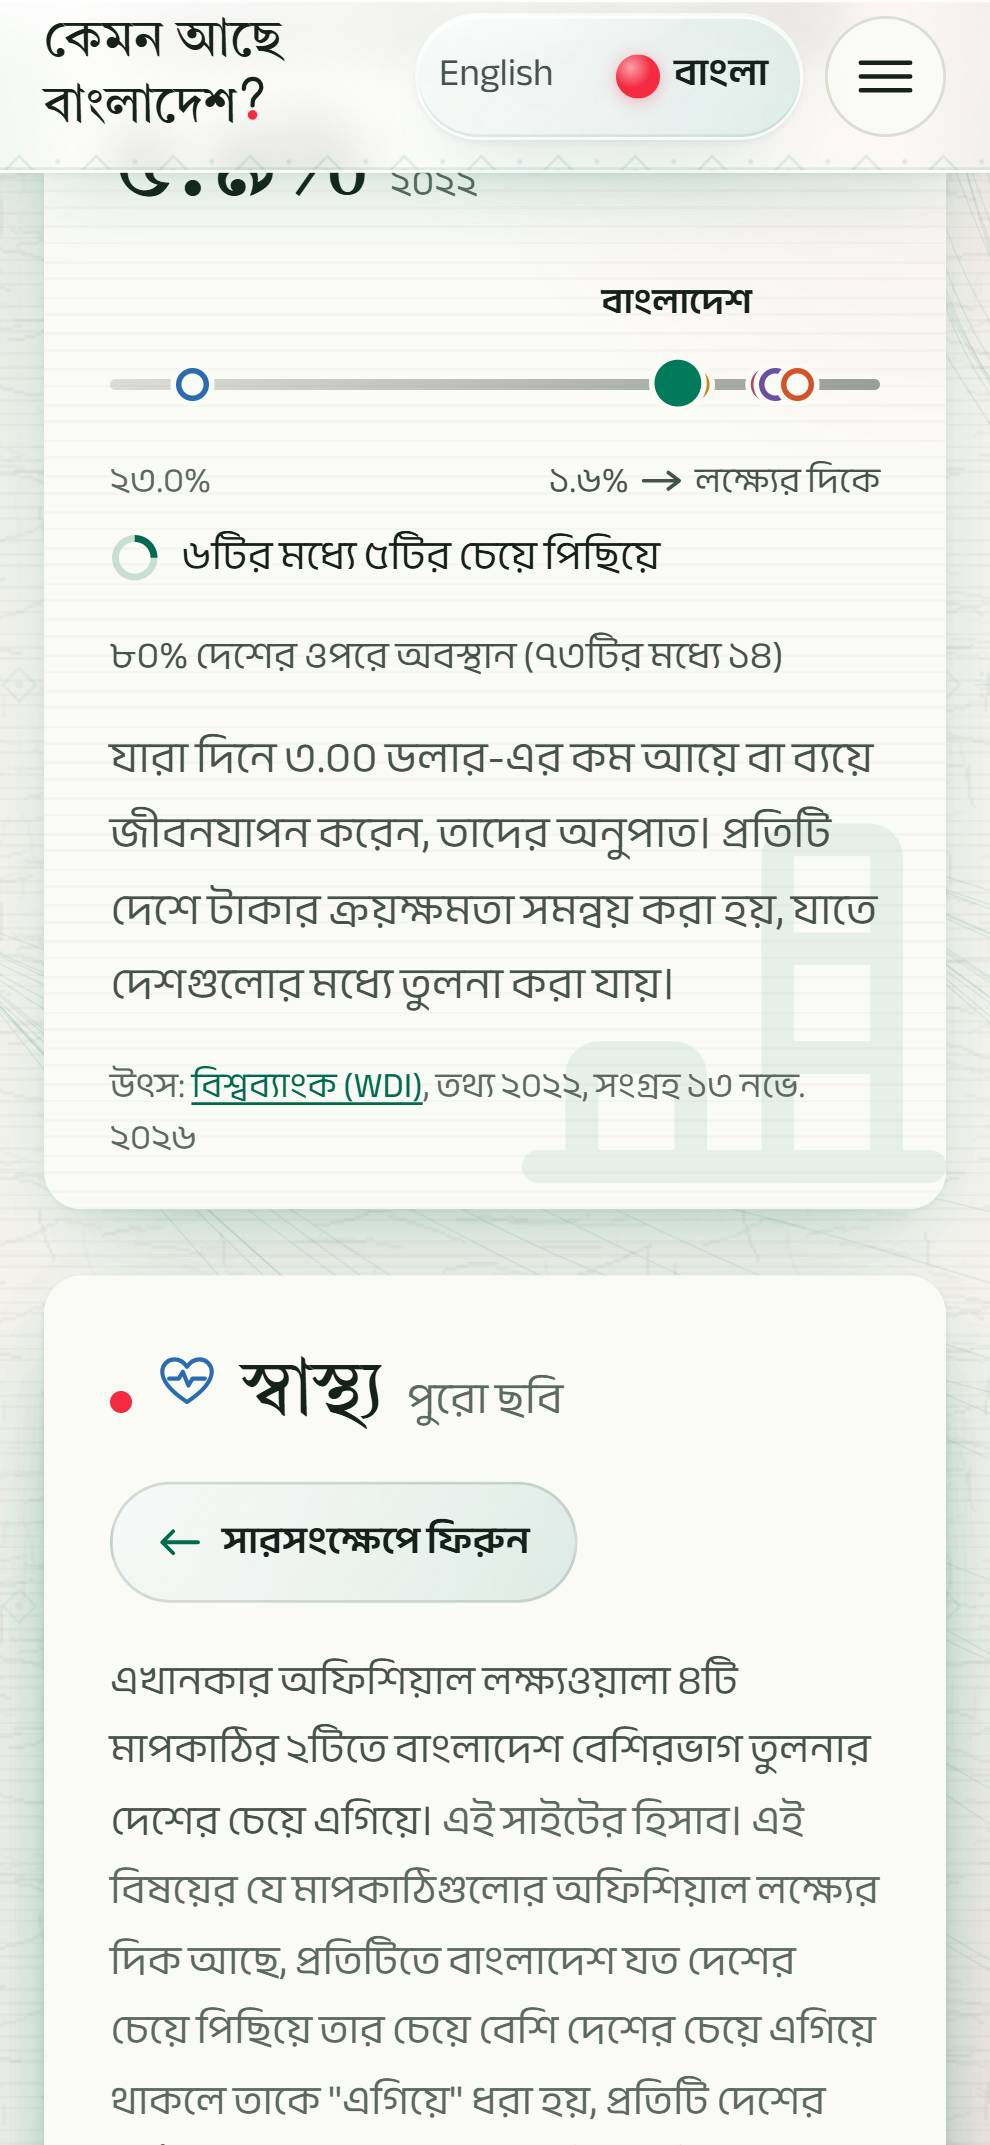 কেমন আছে
বাংলাদেশ?
English
বাংলা
২০২২
বাংলাদেশ
২৩.০%
১.৬% → লক্ষ্যের দিকে
৬টির মধ্যে ৫টির চেয়ে পিছিয়ে
৮০% দেশের ওপরে অবস্থান (৭৩টির মধ্যে ১৪)
যারা দিনে ৩.০০ ডলার-এর কম আয়ে বা ব্যয়ে
জীবনযাপন করেন, তাদের অনুপাত। প্রতিটি
দেশে টাকার ক্রয়ক্ষমতা সমন্বয় করা হয়, যাতে
দেশগুলোর মধ্যে তুলনা করা যায়।
উৎস: বিশ্বব্যাংক (WDI), তথ্য ২০২২, সংগ্রহ ১৩ নভে.
২০২৬
স্বাস্থ্য পুরো ছবি
← সারসংক্ষেপে ফিরুন
এখানকার অফিশিয়াল লক্ষ্যওয়ালা ৪টি
মাপকাঠির ২টিতে বাংলাদেশ বেশিরভাগ তুলনার
দেশের চেয়ে এগিয়ে। এই সাইটের হিসাব। এই
বিষয়ের যে মাপকাঠিগুলোর অফিশিয়াল লক্ষ্যের
দিক আছে, প্রতিটিতে বাংলাদেশ যত দেশের
চেয়ে পিছিয়ে তার চেয়ে বেশি দেশের চেয়ে এগিয়ে
থাকলে তাকে "এগিয়ে" ধরা হয়, প্রতিটি দেশের